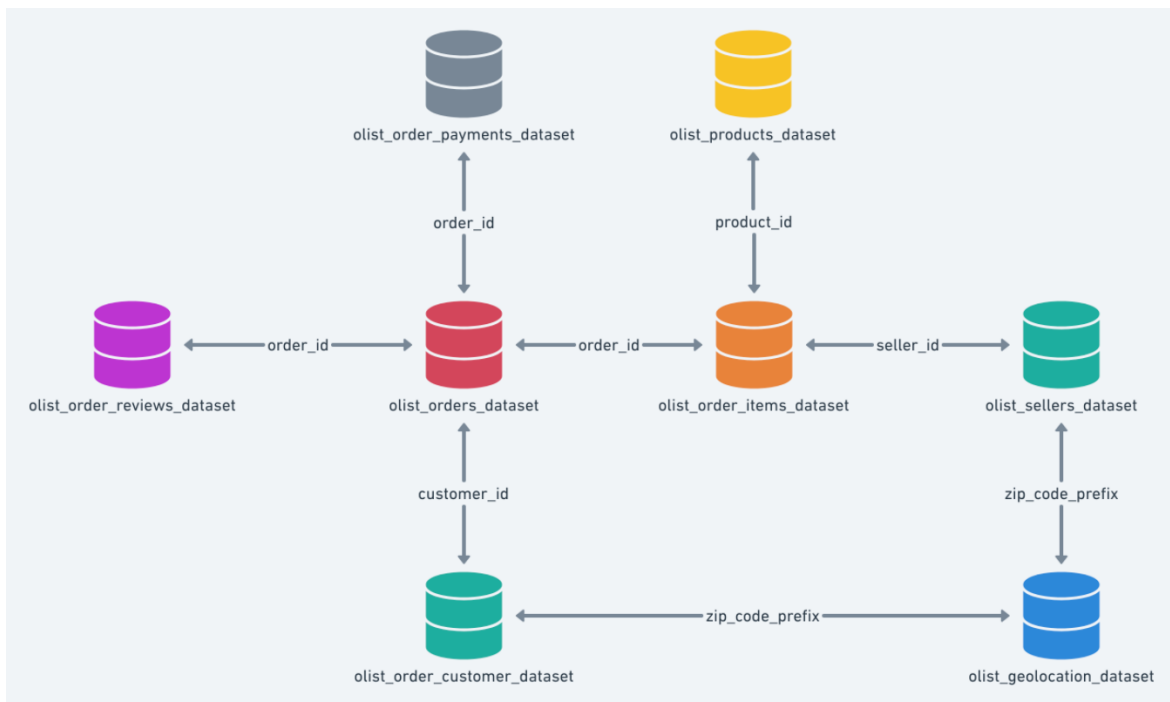 olist_order_payments_dataset
olist_products_dataset
order_id
product_id
order_id
order_id
seller_id
olist_order_reviews_dataset
olist_orders_dataset
olist_order_items_dataset
olist_sellers_dataset
customer_id
zip_code_prefix
zip_code_prefix
olist_order_customer_dataset
olist_geolocation_dataset